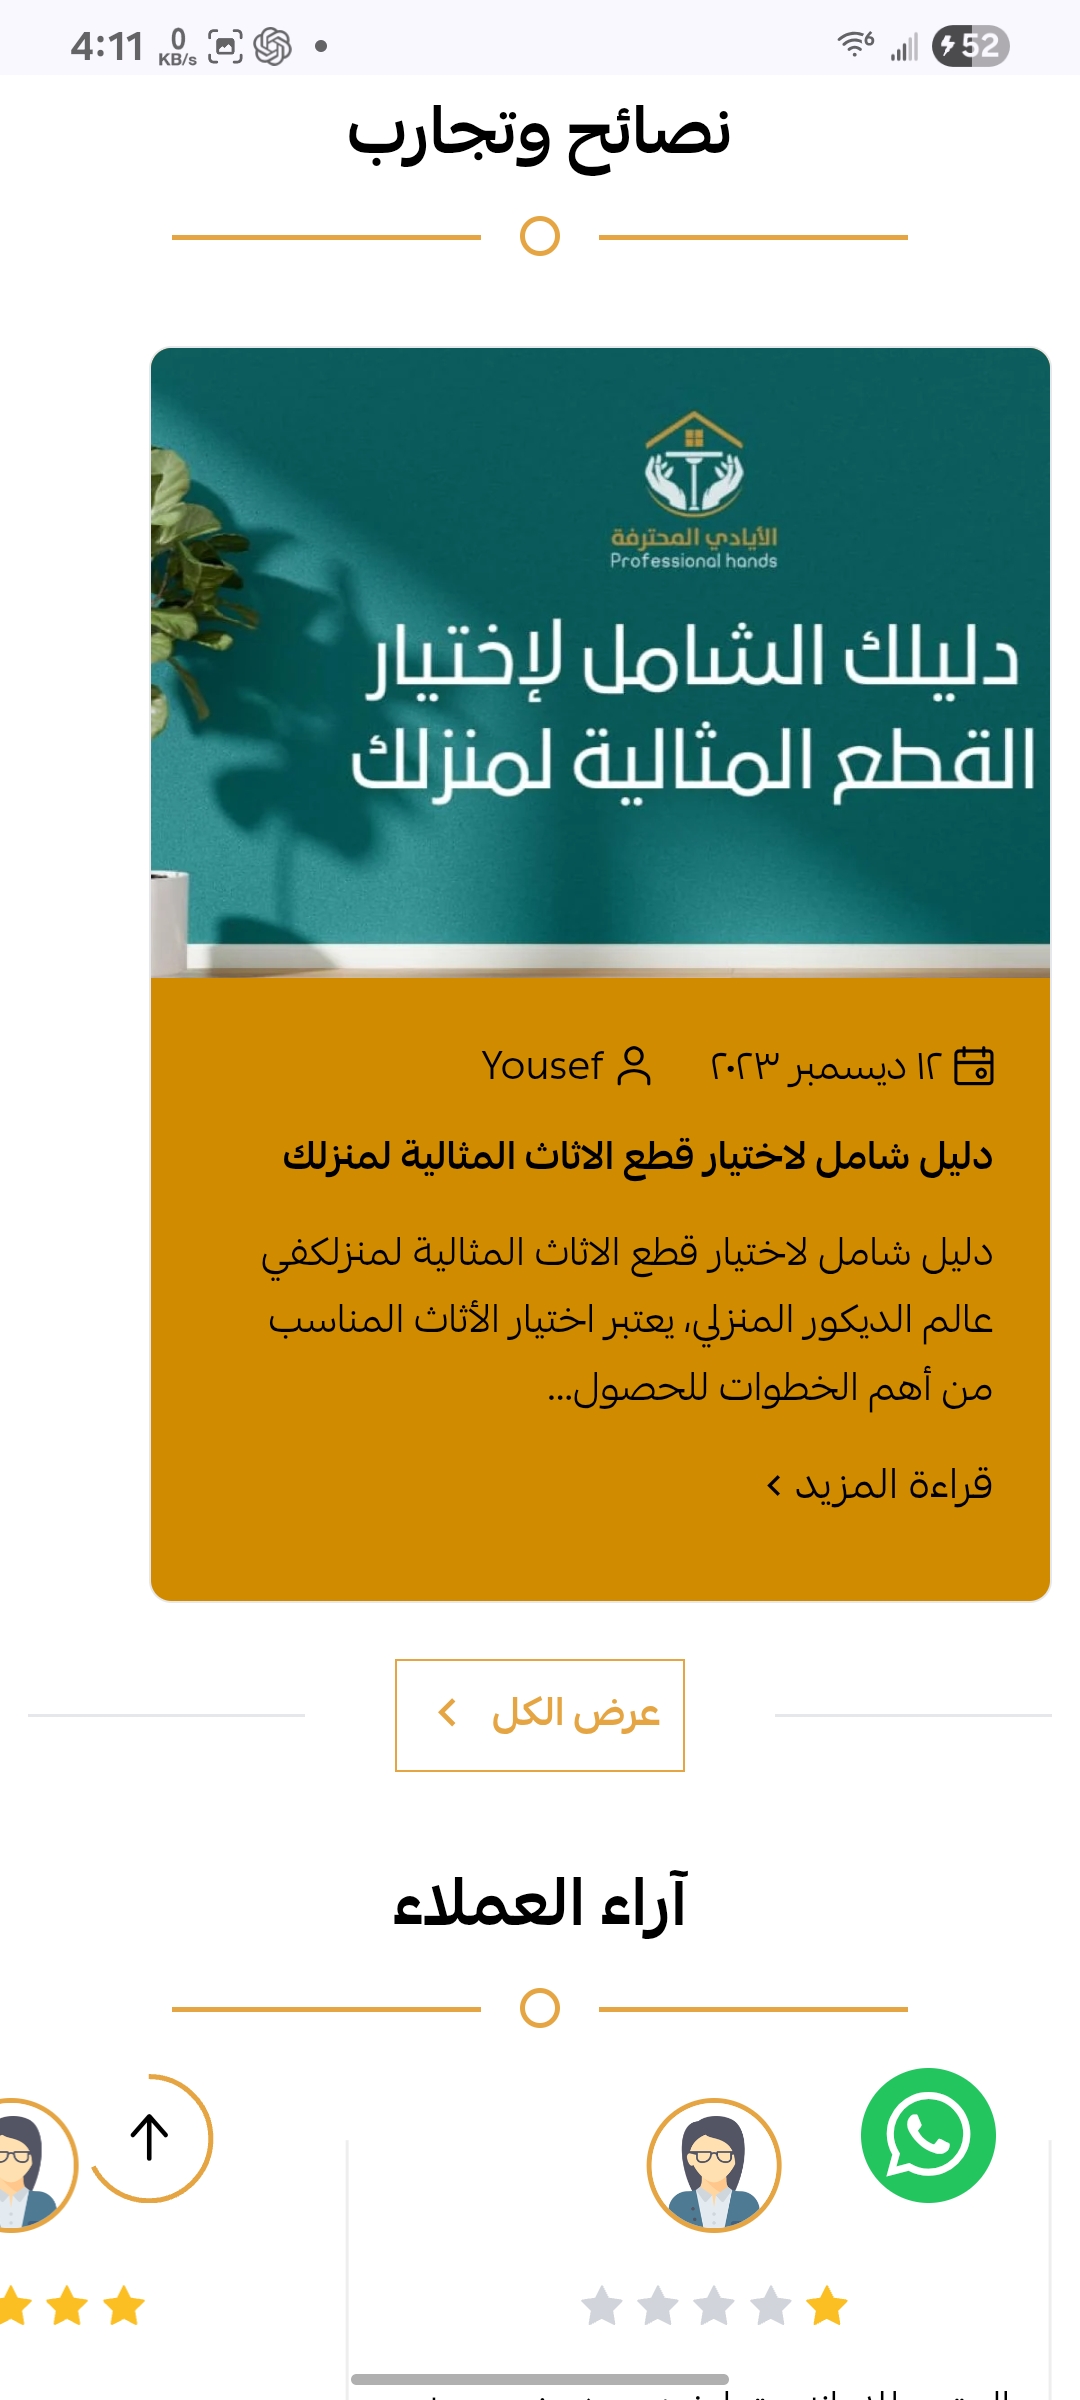 4:11
0
KB/s
6
52
نصائح وتجارب
الأيادي المحترفة
Professional hands
دليلك الشامل لإختيار
القطع المثالية لمنزلك
١٢ ديسمبر ٢٠٢٣
Yousef
دليل شامل لاختيار قطع الاثاث المثالية لمنزلك
دليل شامل لاختيار قطع الاثاث المثالية لمنزلكفي
عالم الديكور المنزلي، يعتبر اختيار الأثاث المناسب
من أهم الخطوات للحصول...
قراءة المزيد
عرض الكل
آراء العملاء